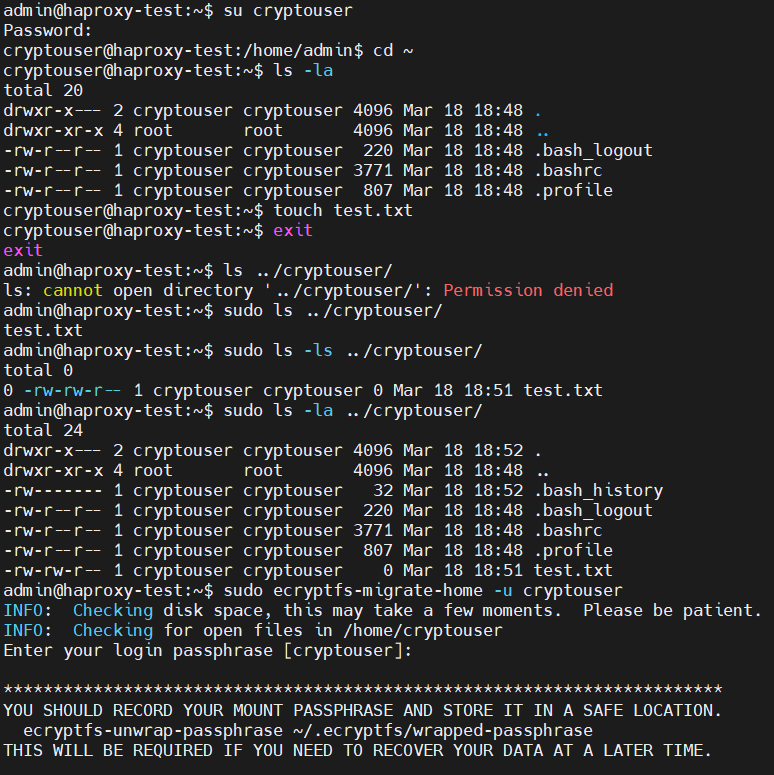 admin@haproxy-test:~$ su cryptouser
Password:
cryptouser@haproxy-test:/home/admin$ cd ~
cryptouser@haproxy-test:~$ ls -la
total 20
drwxr-x--- 2 cryptouser cryptouser 4096 Mar 18 18:48 .
drwxr-xr-x 4 root       root       4096 Mar 18 18:48 ..
-rw-r--r-- 1 cryptouser cryptouser  220 Mar 18 18:48 .bash_logout
-rw-r--r-- 1 cryptouser cryptouser 3771 Mar 18 18:48 .bashrc
-rw-r--r-- 1 cryptouser cryptouser  807 Mar 18 18:48 .profile
cryptouser@haproxy-test:~$ touch test.txt
cryptouser@haproxy-test:~$ exit
exit
admin@haproxy-test:~$ ls ../cryptouser/
ls: cannot open directory '../cryptouser/': Permission denied
admin@haproxy-test:~$ sudo ls ../cryptouser/
test.txt
admin@haproxy-test:~$ sudo ls -ls ../cryptouser/
total 0
0 -rw-rw-r-- 1 cryptouser cryptouser 0 Mar 18 18:51 test.txt
admin@haproxy-test:~$ sudo ls -la ../cryptouser/
total 24
drwxr-x--- 2 cryptouser cryptouser 4096 Mar 18 18:52 .
drwxr-xr-x 4 root       root       4096 Mar 18 18:48 ..
-rw------- 1 cryptouser cryptouser   32 Mar 18 18:52 .bash_history
-rw-r--r-- 1 cryptouser cryptouser  220 Mar 18 18:48 .bash_logout
-rw-r--r-- 1 cryptouser cryptouser 3771 Mar 18 18:48 .bashrc
-rw-r--r-- 1 cryptouser cryptouser  807 Mar 18 18:48 .profile
-rw-rw-r-- 1 cryptouser cryptouser    0 Mar 18 18:51 test.txt
admin@haproxy-test:~$ sudo ecryptfs-migrate-home -u cryptouser
INFO:  Checking disk space, this may take a few moments.  Please be patient.
INFO:  Checking for open files in /home/cryptouser
Enter your login passphrase [cryptouser]:
************************************************************************
YOU SHOULD RECORD YOUR MOUNT PASSPHRASE AND STORE IT IN A SAFE LOCATION.
  ecryptfs-unwrap-passphrase ~/.ecryptfs/wrapped-passphrase
THIS WILL BE REQUIRED IF YOU NEED TO RECOVER YOUR DATA AT A LATER TIME.